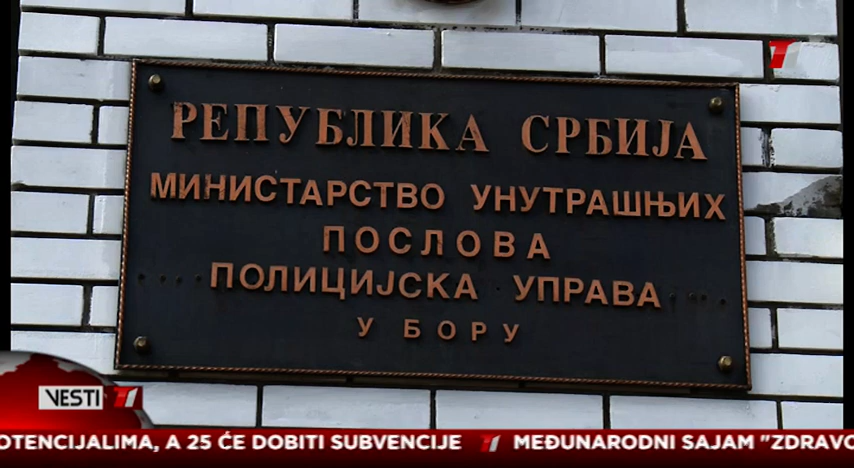 РЕПУБЛИКА СРБИЈА
МИНИСТАРСТВО УНУТРАШЊИХ
ПОСЛОВА
ПОЛИЦИЈСКА УПРАВА
У БОРУ
VESTI
OTENCIJALIMA, A 25 ĆE DOBITI SUBVENCIJE MEĐUNARODNI SAJAM "ZDRAVO